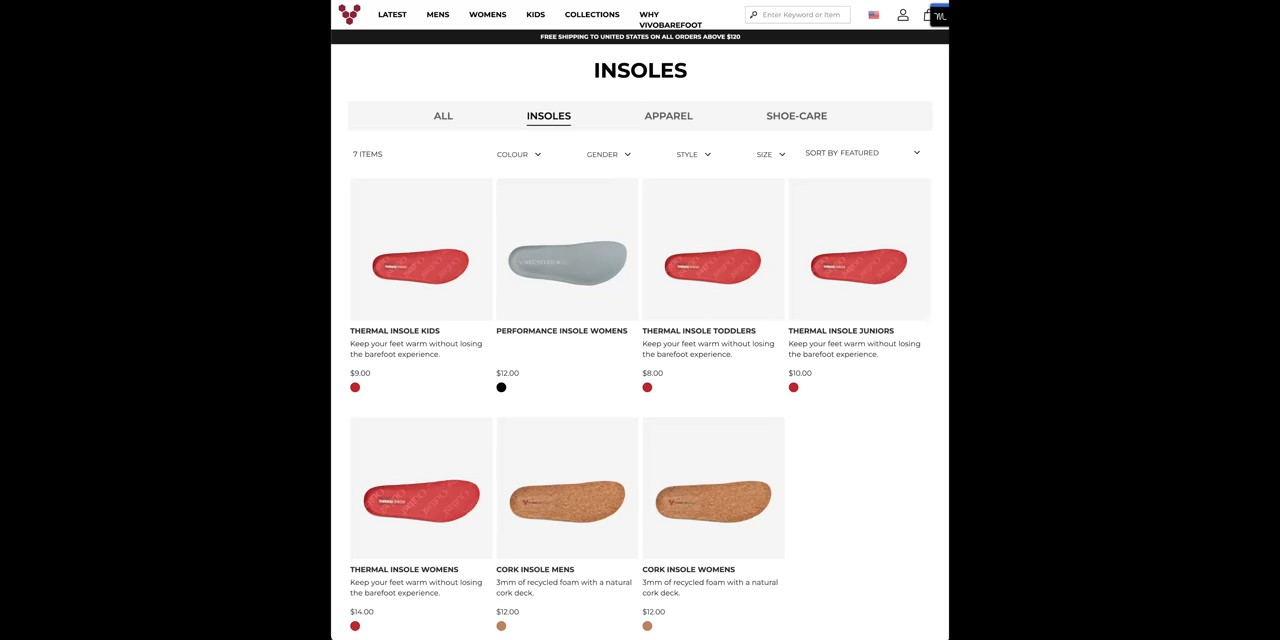 LATEST
MENS
WOMENS
KIDS
COLLECTIONS
WHY
VIVOBAREFOOT
Enter Keyword or Item
FREE SHIPPING TO UNITED STATES ON ALL ORDERS ABOVE $120
INSOLES
ALL
INSOLES
APPAREL
SHOE-CARE
7 ITEMS
COLOUR
GENDER
STYLE
SIZE
SORT BY FEATURED
THERMAL INSOLE KIDS
Keep your feet warm without losing
the barefoot experience.
$9.00
PERFORMANCE INSOLE WOMENS
$12.00
THERMAL INSOLE TODDLERS
Keep your feet warm without losing
the barefoot experience.
$8.00
THERMAL INSOLE JUNIORS
Keep your feet warm without losing
the barefoot experience.
$10.00
THERMAL INSOLE WOMENS
Keep your feet warm without losing
the barefoot experience.
$14.00
CORK INSOLE MENS
3mm of recycled foam with a natural
cork deck.
$12.00
CORK INSOLE WOMENS
3mm of recycled foam with a natural
cork deck.
$12.00